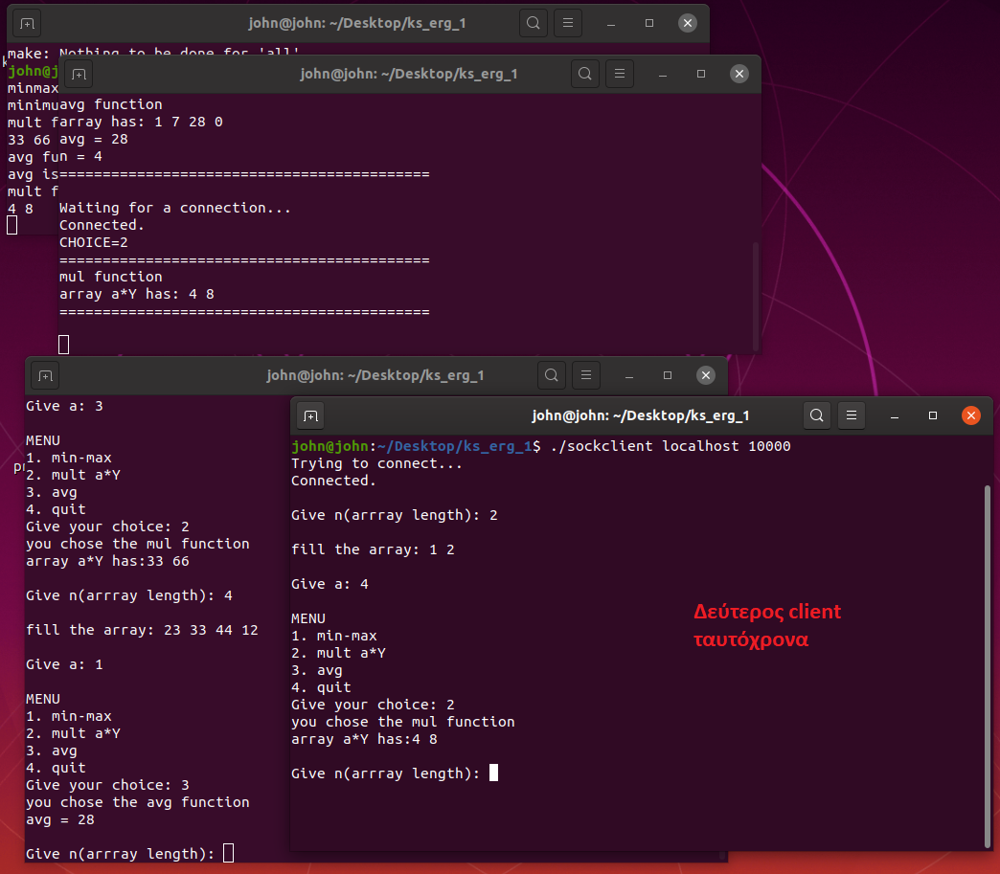 john@john: ~/Desktop/ks_erg_1
make: Nothing to be done for 'all'.
john@j
minmax
minimu
mult f
33 66
avg fu
avg is
mult f
4 8
john@john: ~/Desktop/ks_erg_1
avg function
array has: 1 7 28 0
avg = 28
n = 4
===========================================
Waiting for a connection...
Connected.
CHOICE=2
===========================================
mul function
array a*Y has: 4 8
===========================================
john@john: ~/Desktop/ks_erg_1
Give a: 3
MENU
1. min-max
2. mult a*Y
3. avg
4. quit
Give your choice: 2
you chose the mul function
array a*Y has:33 66
Give n(arrray length): 4
fill the array: 23 33 44 12
Give a: 1
MENU
1. min-max
2. mult a*Y
3. avg
4. quit
Give your choice: 3
you chose the avg function
avg = 28
Give n(arrray length):
john@john: ~/Desktop/ks_erg_1
john@john:~/Desktop/ks_erg_1$ ./sockclient localhost 10000
Trying to connect...
Connected.
Give n(arrray length): 2
fill the array: 1 2
Give a: 4
MENU
1. min-max
2. mult a*Y
3. avg
4. quit
Give your choice: 2
you chose the mul function
array a*Y has:4 8
Give n(arrray length):
Δεύτερος client
ταυτόχρονα